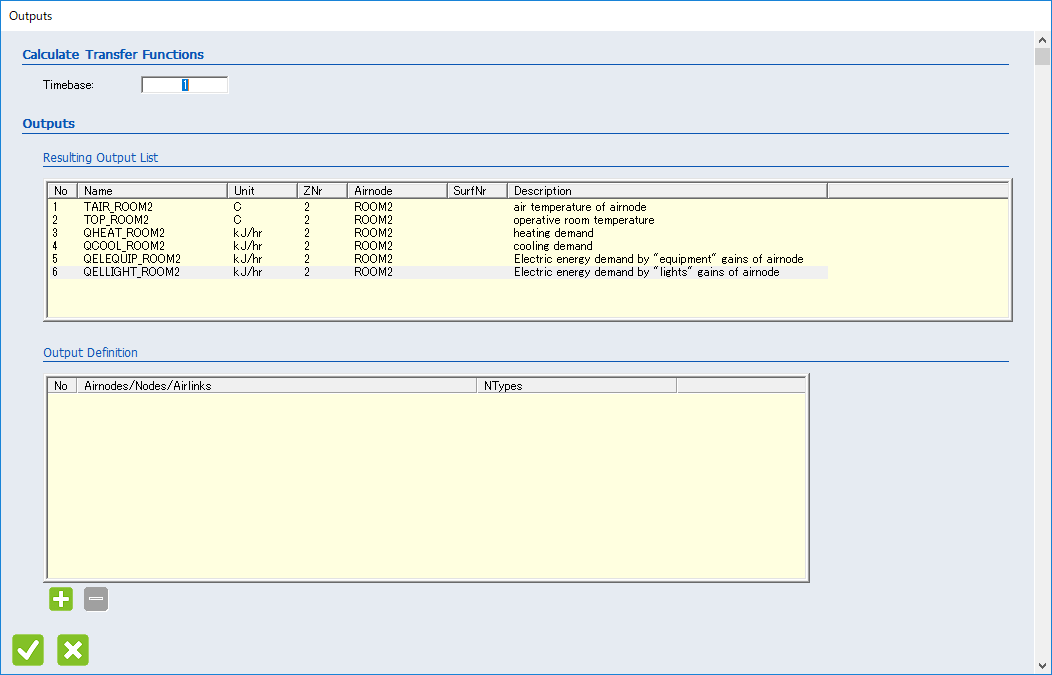 Outputs
Calculate Transfer Functions
Timebase: 1
Outputs
Resulting Output List
No Name Unit ZNr Airnode SurfNr Description
1 TAIR_ROOM2 C 2 ROOM2 air temperature of airnode
2 TOP_ROOM2 C 2 ROOM2 operative room temperature
3 QHEAT_ROOM2 kJ/hr 2 ROOM2 heating demand
4 QCOOL_ROOM2 kJ/hr 2 ROOM2 cooling demand
5 QELEQUIP_ROOM2 kJ/hr 2 ROOM2 Electric energy demand by "equipment" gains of airnode
6 QELLIGHT_ROOM2 kJ/hr 2 ROOM2 Electric energy demand by "lights" gains of airnode
Output Definition
No Airnodes/Nodes/Airlinks NTypes